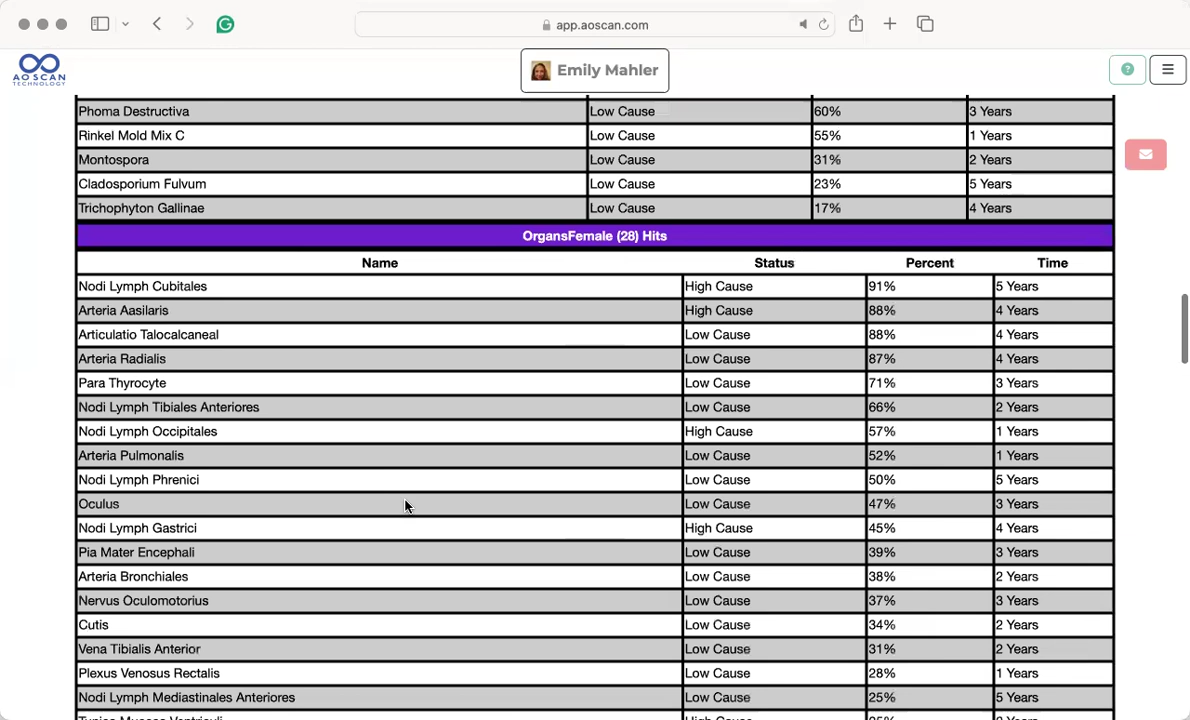 app.aoscan.com
AO SCAN
TECHNOLOGY
Emily Mahler
Phoma Destructiva Low Cause 60% 3 Years
Rinkel Mold Mix C Low Cause 55% 1 Years
Montospora Low Cause 31% 2 Years
Cladosporium Fulvum Low Cause 23% 5 Years
Trichophyton Gallinae Low Cause 17% 4 Years
OrgansFemale (28) Hits
Name Status Percent Time
Nodi Lymph Cubitales High Cause 91% 5 Years
Arteria Aasilaris High Cause 88% 4 Years
Articulatio Talocalcaneal Low Cause 88% 4 Years
Arteria Radialis Low Cause 87% 4 Years
Para Thyrocyte Low Cause 71% 3 Years
Nodi Lymph Tibiales Anteriores Low Cause 66% 2 Years
Nodi Lymph Occipitales High Cause 57% 1 Years
Arteria Pulmonalis Low Cause 52% 1 Years
Nodi Lymph Phrenici Low Cause 50% 5 Years
Oculus Low Cause 47% 3 Years
Nodi Lymph Gastrici High Cause 45% 4 Years
Pia Mater Encephali Low Cause 39% 3 Years
Arteria Bronchiales Low Cause 38% 2 Years
Nervus Oculomotorius Low Cause 37% 3 Years
Cutis Low Cause 34% 2 Years
Vena Tibialis Anterior Low Cause 31% 2 Years
Plexus Venosus Rectalis Low Cause 28% 1 Years
Nodi Lymph Mediastinales Anteriores Low Cause 25% 5 Years